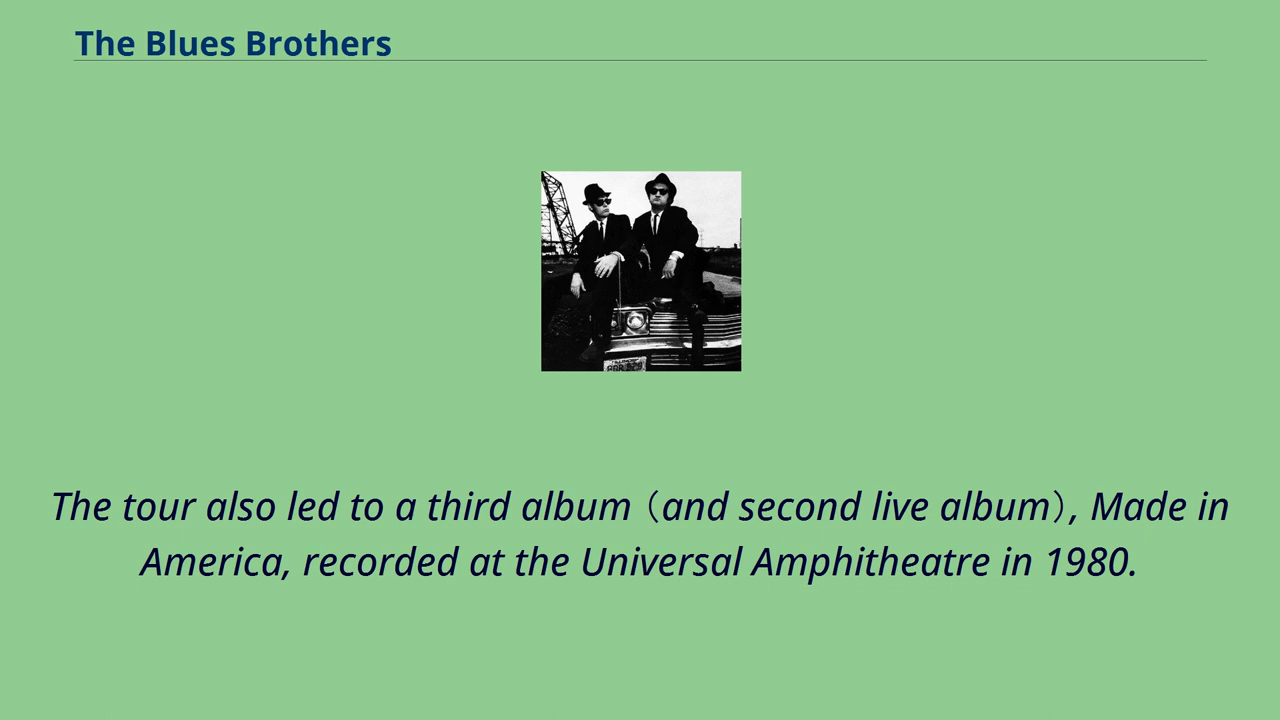 The Blues Brothers
The tour also led to a third album （and second live album）, Made in
America, recorded at the Universal Amphitheatre in 1980.